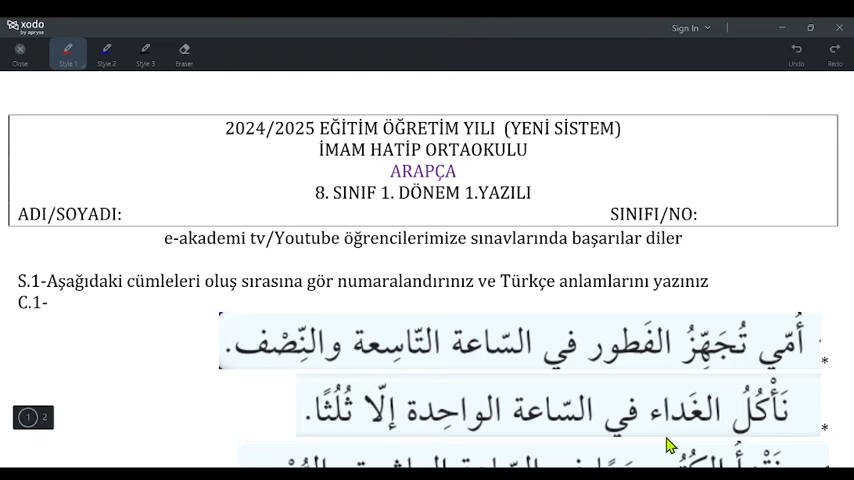 xodo
by apryse
Sign In
Close
Style 1
Style 2
Style 3
Eraser
Undo
Redo
2024/2025 EĞİTİM ÖĞRETİM YILI (YENİ SİSTEM)
İMAM HATİP ORTAOKULU
ARAPÇA
8. SINIF 1. DÖNEM 1.YAZILI
ADI/SOYADI: SINIFI/NO:
e-akademi tv/Youtube öğrencilerimize sınavlarında başarılar diler
S.1-Aşağıdaki cümleleri oluş sırasına gör numaralandırınız ve Türkçe anlamlarını yazınız
C.1-
أُمّي تُجَهِّزُ الفَطور في السّاعة التّاسِعة والنِّصْف.
*
نَأْكُلُ الغَداء في السّاعة الواحِدة إلّا ثُلُثًا.
*
1 2